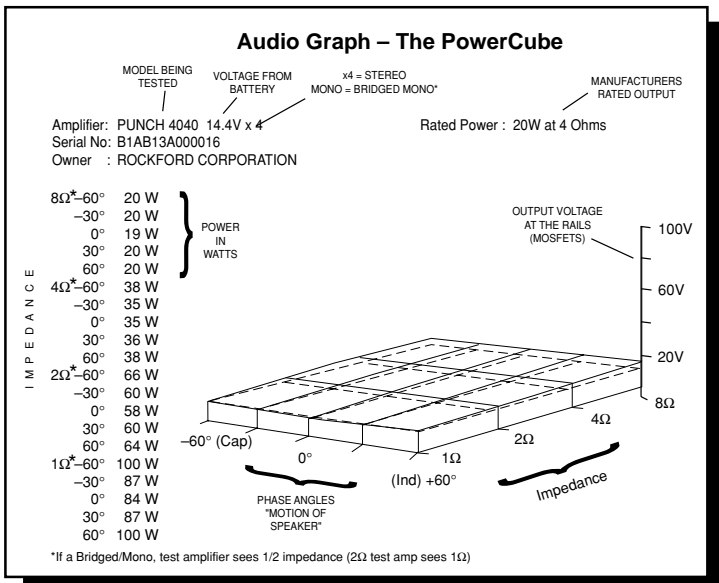 Audio Graph – The PowerCube
MODEL BEING
TESTED
VOLTAGE FROM
BATTERY
x4 = STEREO
MONO = BRIDGED MONO*
MANUFACTURERS
RATED OUTPUT
Amplifier: PUNCH 4040 14.4V x 4
Rated Power : 20W at 4 Ohms
Serial No: B1AB13A000016
Owner : ROCKFORD CORPORATION
IMPEDANCE
8Ω*–60° 20 W
–30° 20 W
0° 19 W
30° 20 W
60° 20 W
4Ω*–60° 38 W
–30° 35 W
0° 35 W
30° 36 W
60° 38 W
2Ω*–60° 66 W
–30° 60 W
0° 58 W
30° 60 W
60° 64 W
1Ω*–60° 100 W
–30° 87 W
0° 84 W
30° 87 W
60° 100 W
POWER
IN
WATTS
OUTPUT VOLTAGE
AT THE RAILS
(MOSFETS)
100V
60V
20V
8Ω
4Ω
2Ω
1Ω
–60° (Cap)
0°
(Ind) +60°
Impedance
PHASE ANGLES
"MOTION OF
SPEAKER"
*If a Bridged/Mono, test amplifier sees 1/2 impedance (2Ω test amp sees 1Ω)